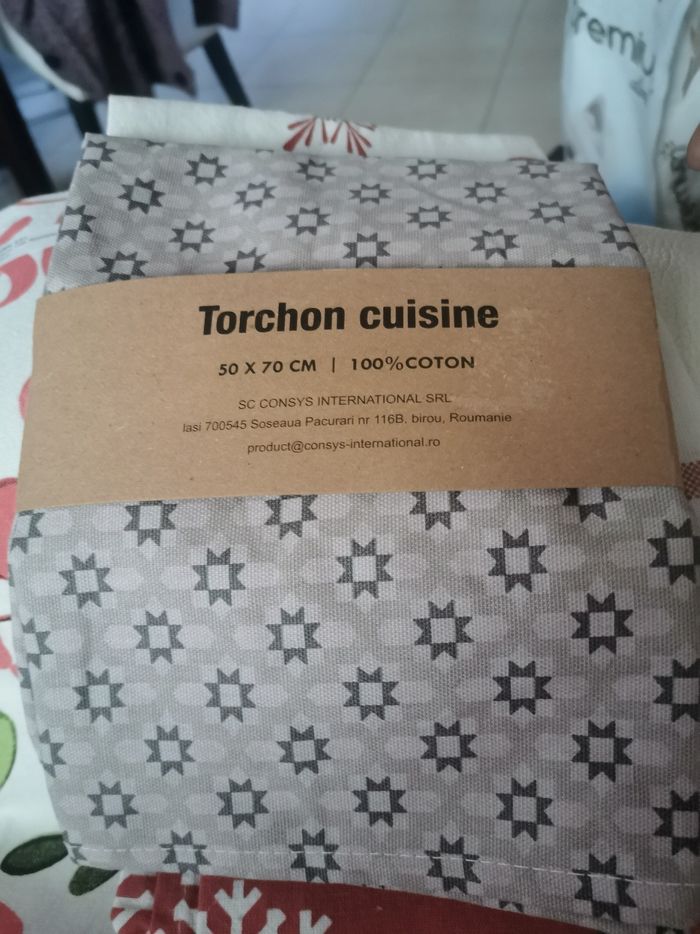 Torchon cuisine
50 X 70 CM | 100%COTON
SC CONSYS INTERNATIONAL SRL
Iasi 700545 Soseaua Pacurari nr 116B. birou, Roumanie
product@consys-international.ro